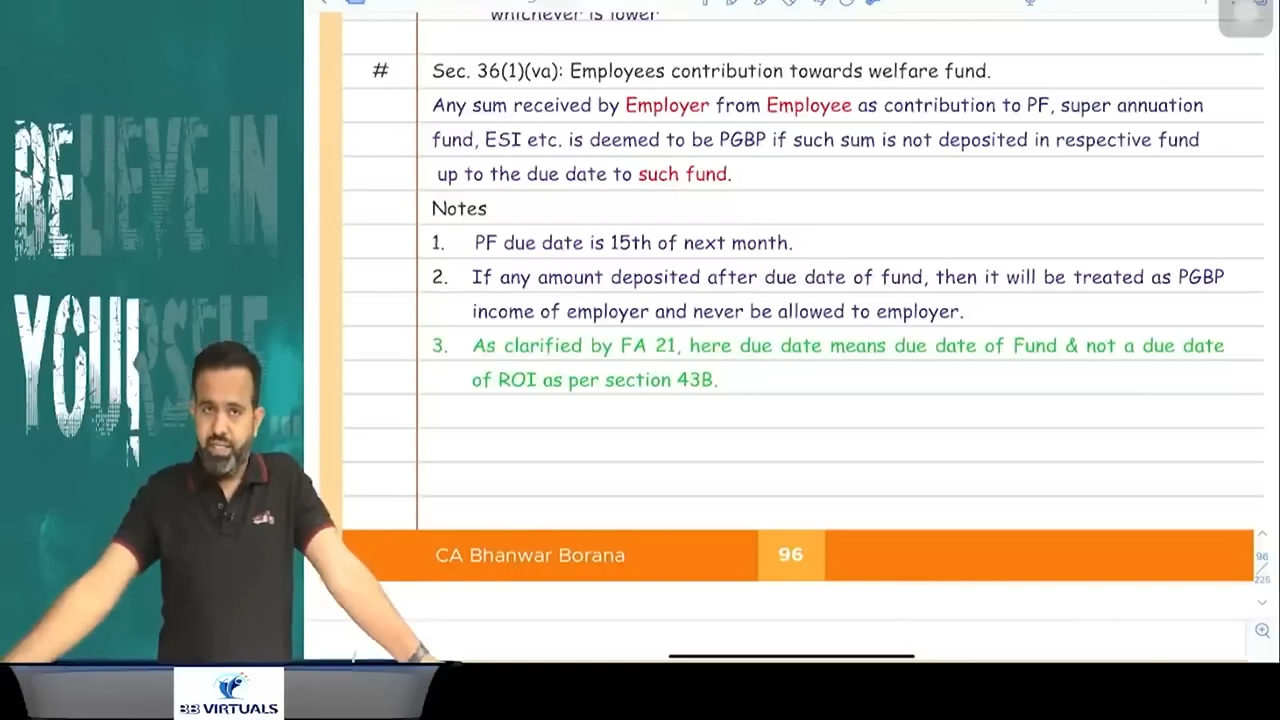 whichever is lower
# Sec. 36(1)(va): Employees contribution towards welfare fund.
Any sum received by Employer from Employee as contribution to PF, super annuation
fund, ESI etc. is deemed to be PGBP if such sum is not deposited in respective fund
up to the due date to such fund.
Notes
1. PF due date is 15th of next month.
2. If any amount deposited after due date of fund, then it will be treated as PGBP
income of employer and never be allowed to employer.
3. As clarified by FA 21, here due date means due date of Fund & not a due date
of ROI as per section 43B.
CA Bhanwar Borana 96
96
226
BELIEVE IN
YOURSELF
BB VIRTUALS